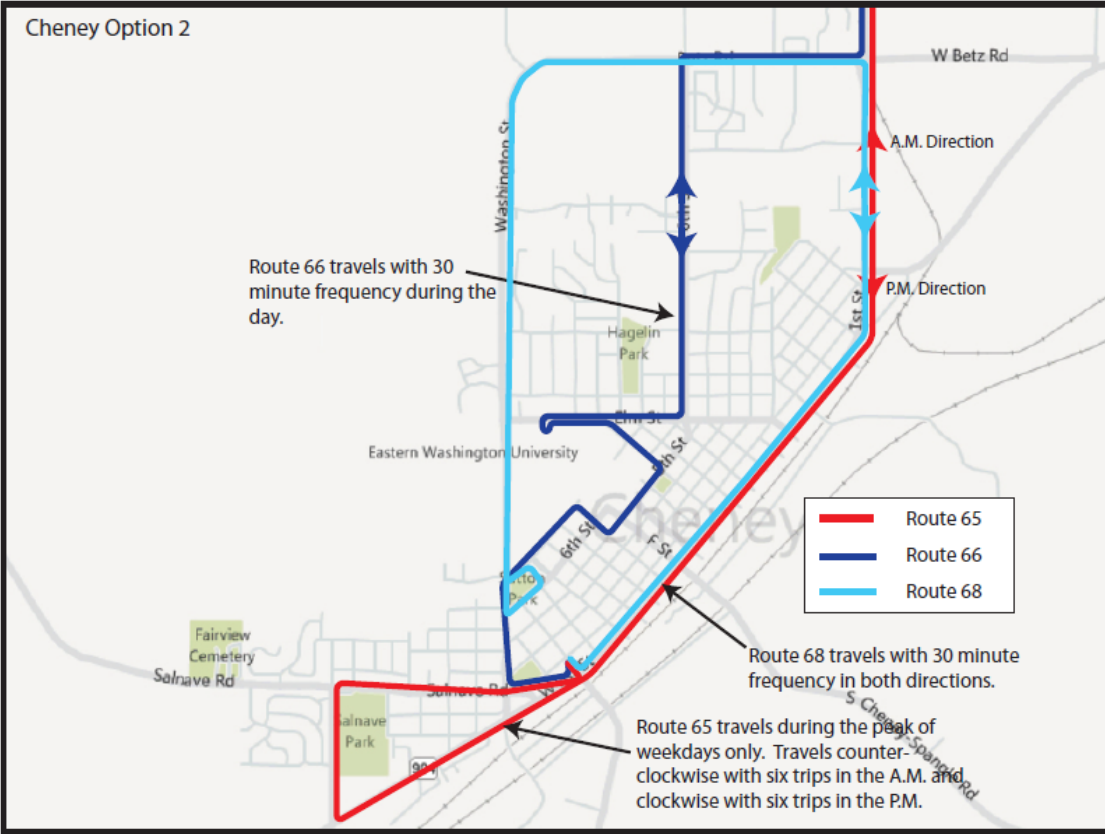 Cheney Option 2
W Betz Rd
A.M. Direction
Washington St
Route 66 travels with 30
minute frequency during the
day.
P.M. Direction
1st St
Hagelin
Park
Elm St
Eastern Washington University
5th St
Cheney
6th St
F St
Route 65
Route 66
Route 68
Park
Fairview
Cemetery
Salnave Rd
Salnave Rd
St
Route 68 travels with 30 minute
frequency in both directions.
Salnave
Park
904
Route 65 travels during the peak of
weekdays only. Travels counter-
clockwise with six trips in the A.M. and
clockwise with six trips in the P.M.
S Cheney-Spangle Rd